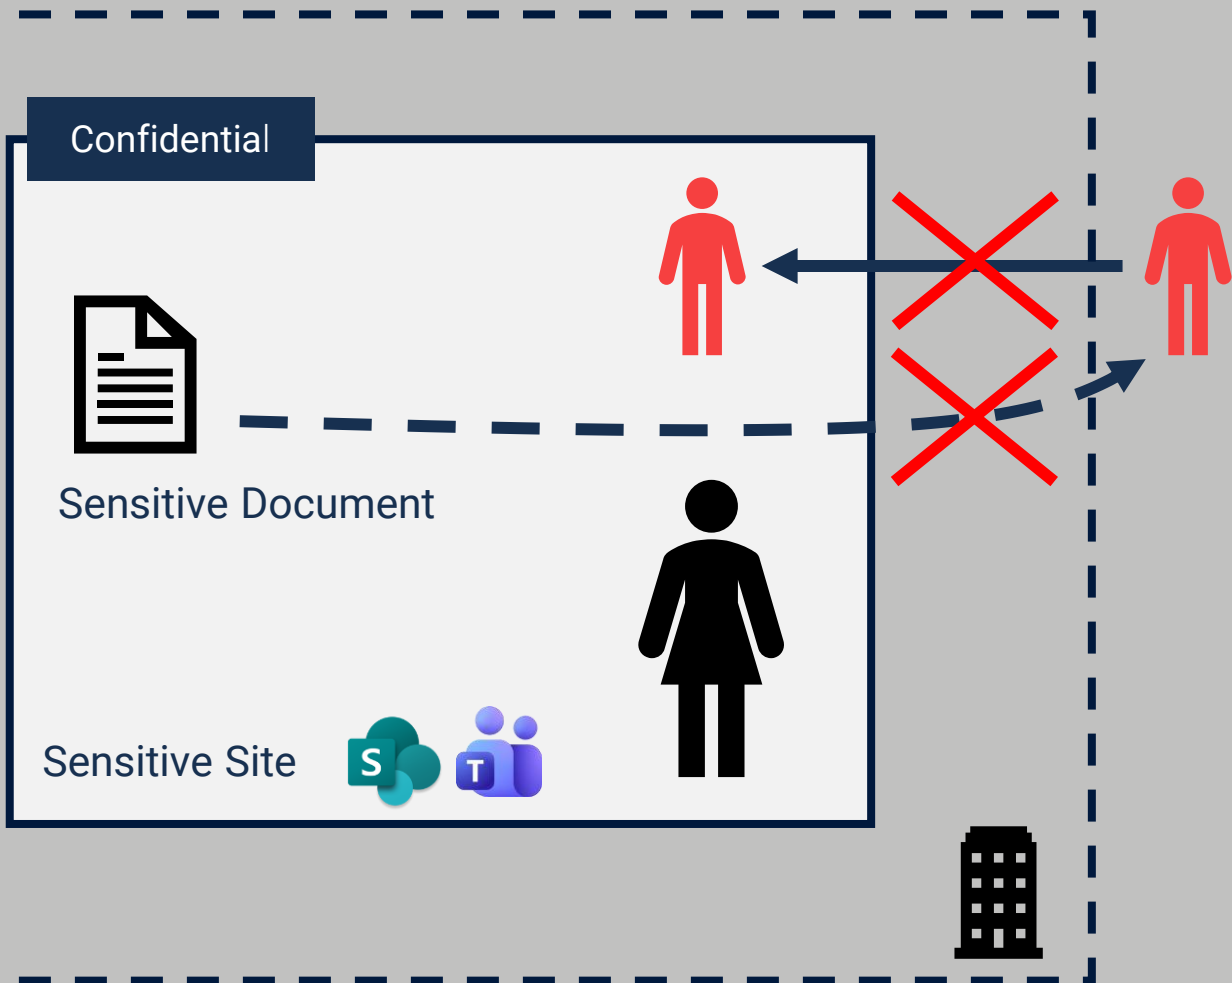 Confidential
Sensitive Document
Sensitive Site
S
T